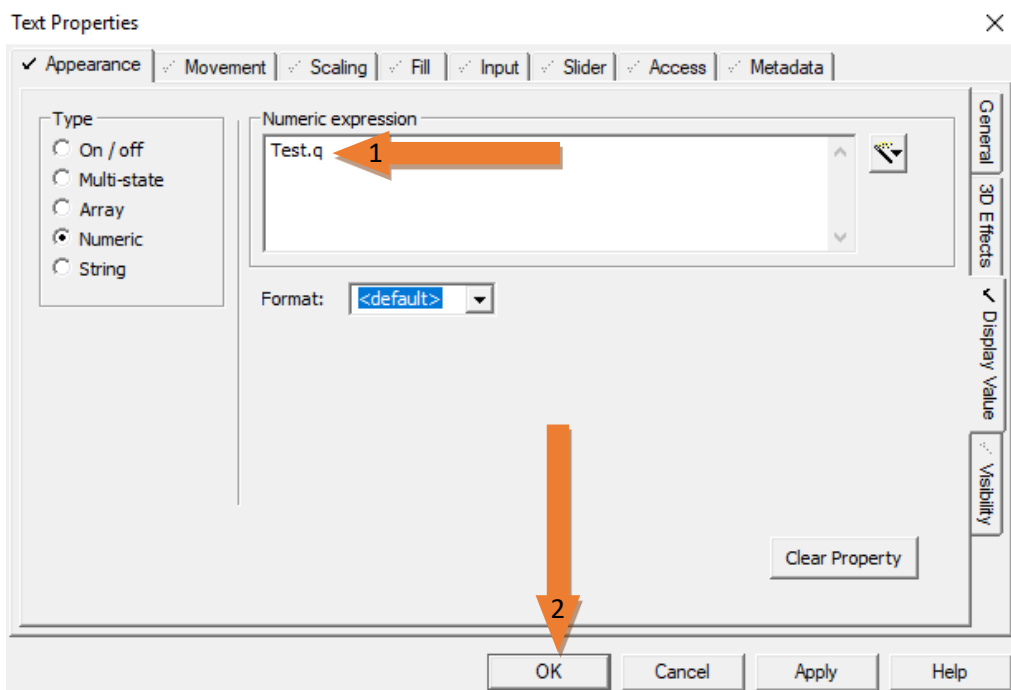 Text Properties
Appearance Movement Scaling Fill Input Slider Access Metadata
Type
On / off
Multi-state
Array
Numeric
String
Numeric expression
Test.q
1
Format: <default>
General
3D Effects
Display Value
Visibility
Clear Property
2
OK Cancel Apply Help